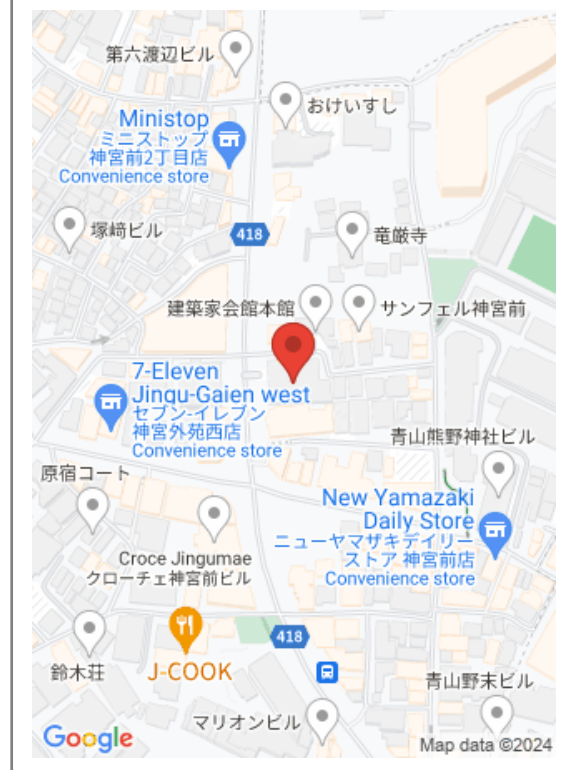 第六渡辺ビル
おけいすし
Ministop
ミニストップ
神宮前2丁目店
Convenience store
塚﨑ビル
418
竜厳寺
建築家会館本館
サンフェル神宮前
7-Eleven
Jingu-Gaien west
セブン-イレブン
神宮外苑西店
Convenience store
青山熊野神社ビル
原宿コート
New Yamazaki
Daily Store
ニューヤマザキデイリー
ストア 神宮前店
Convenience store
Croce Jingumae
クローチェ神宮前ビル
418
鈴木荘
J-COOK
青山野末ビル
マリオンビル
Google
Map data ©2024